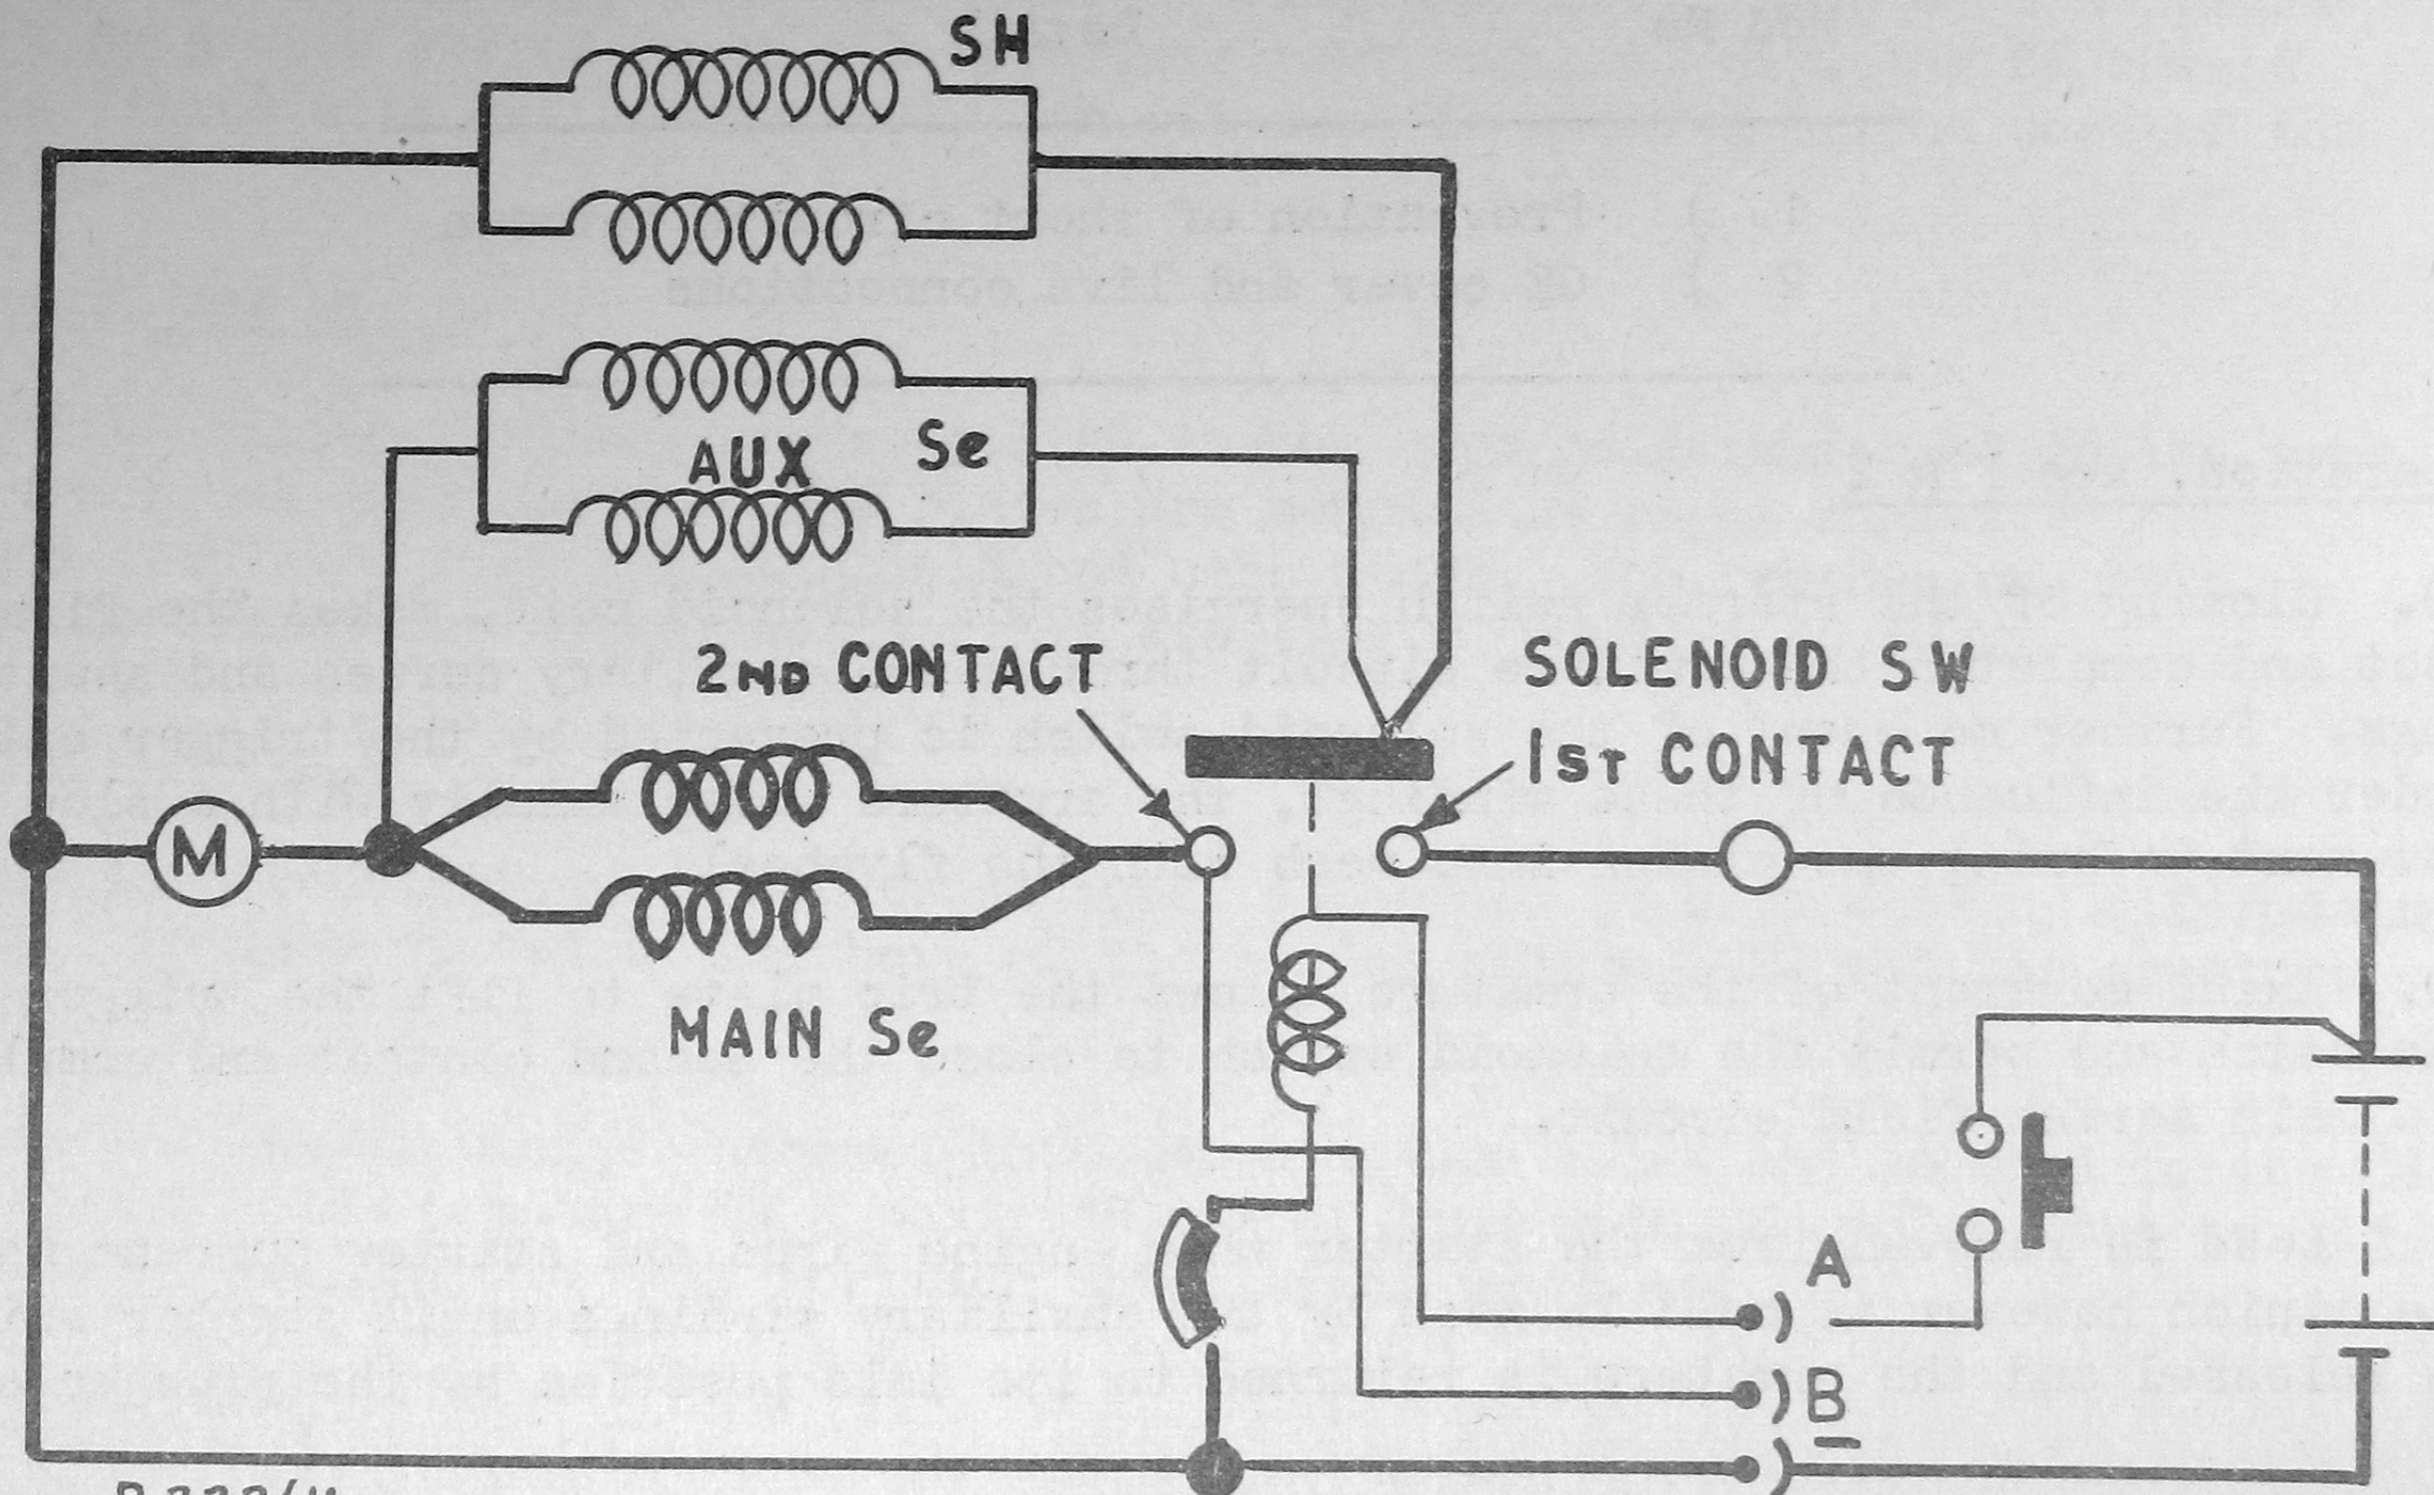 SH
AUX Se
2ND CONTACT
SOLENOID SW
1ST CONTACT
M
MAIN Se
A
B